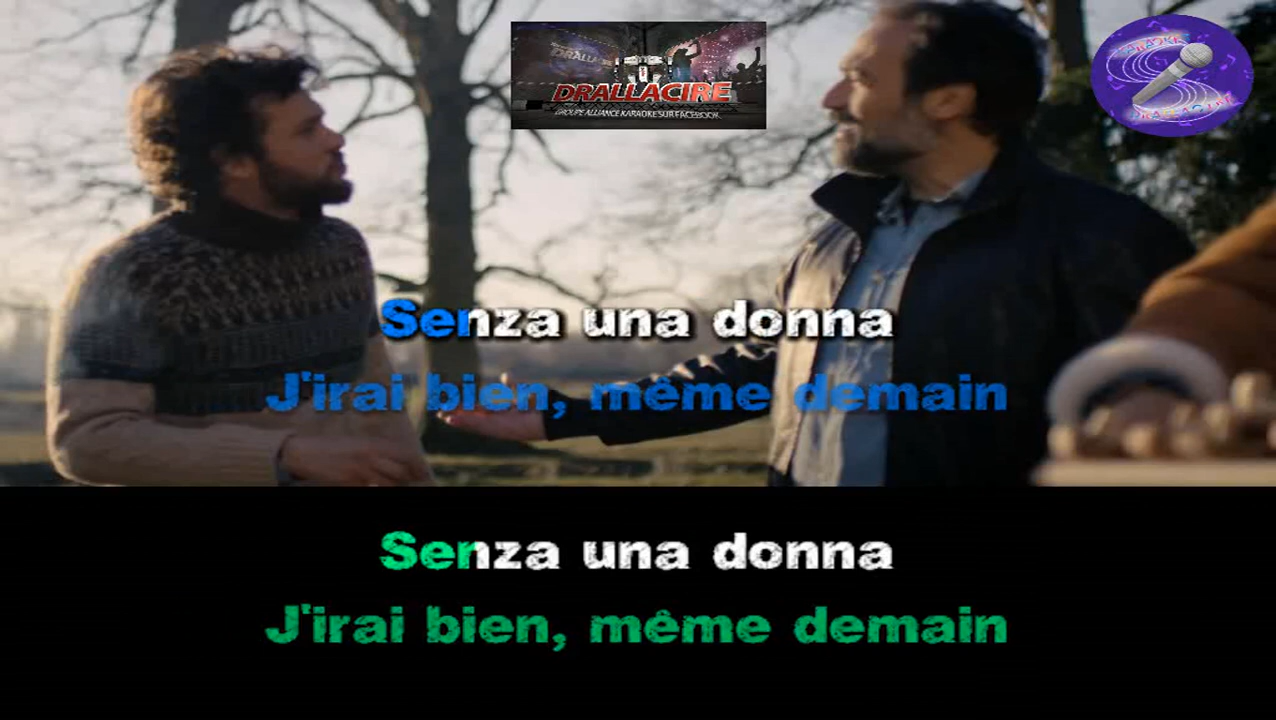 DRALLACIRE
GROUPE ALLIANCE KARAOKE SUR FACEBOOK
Senza una donna
J'irai bien, même demain
Senza una donna
J'irai bien, même demain